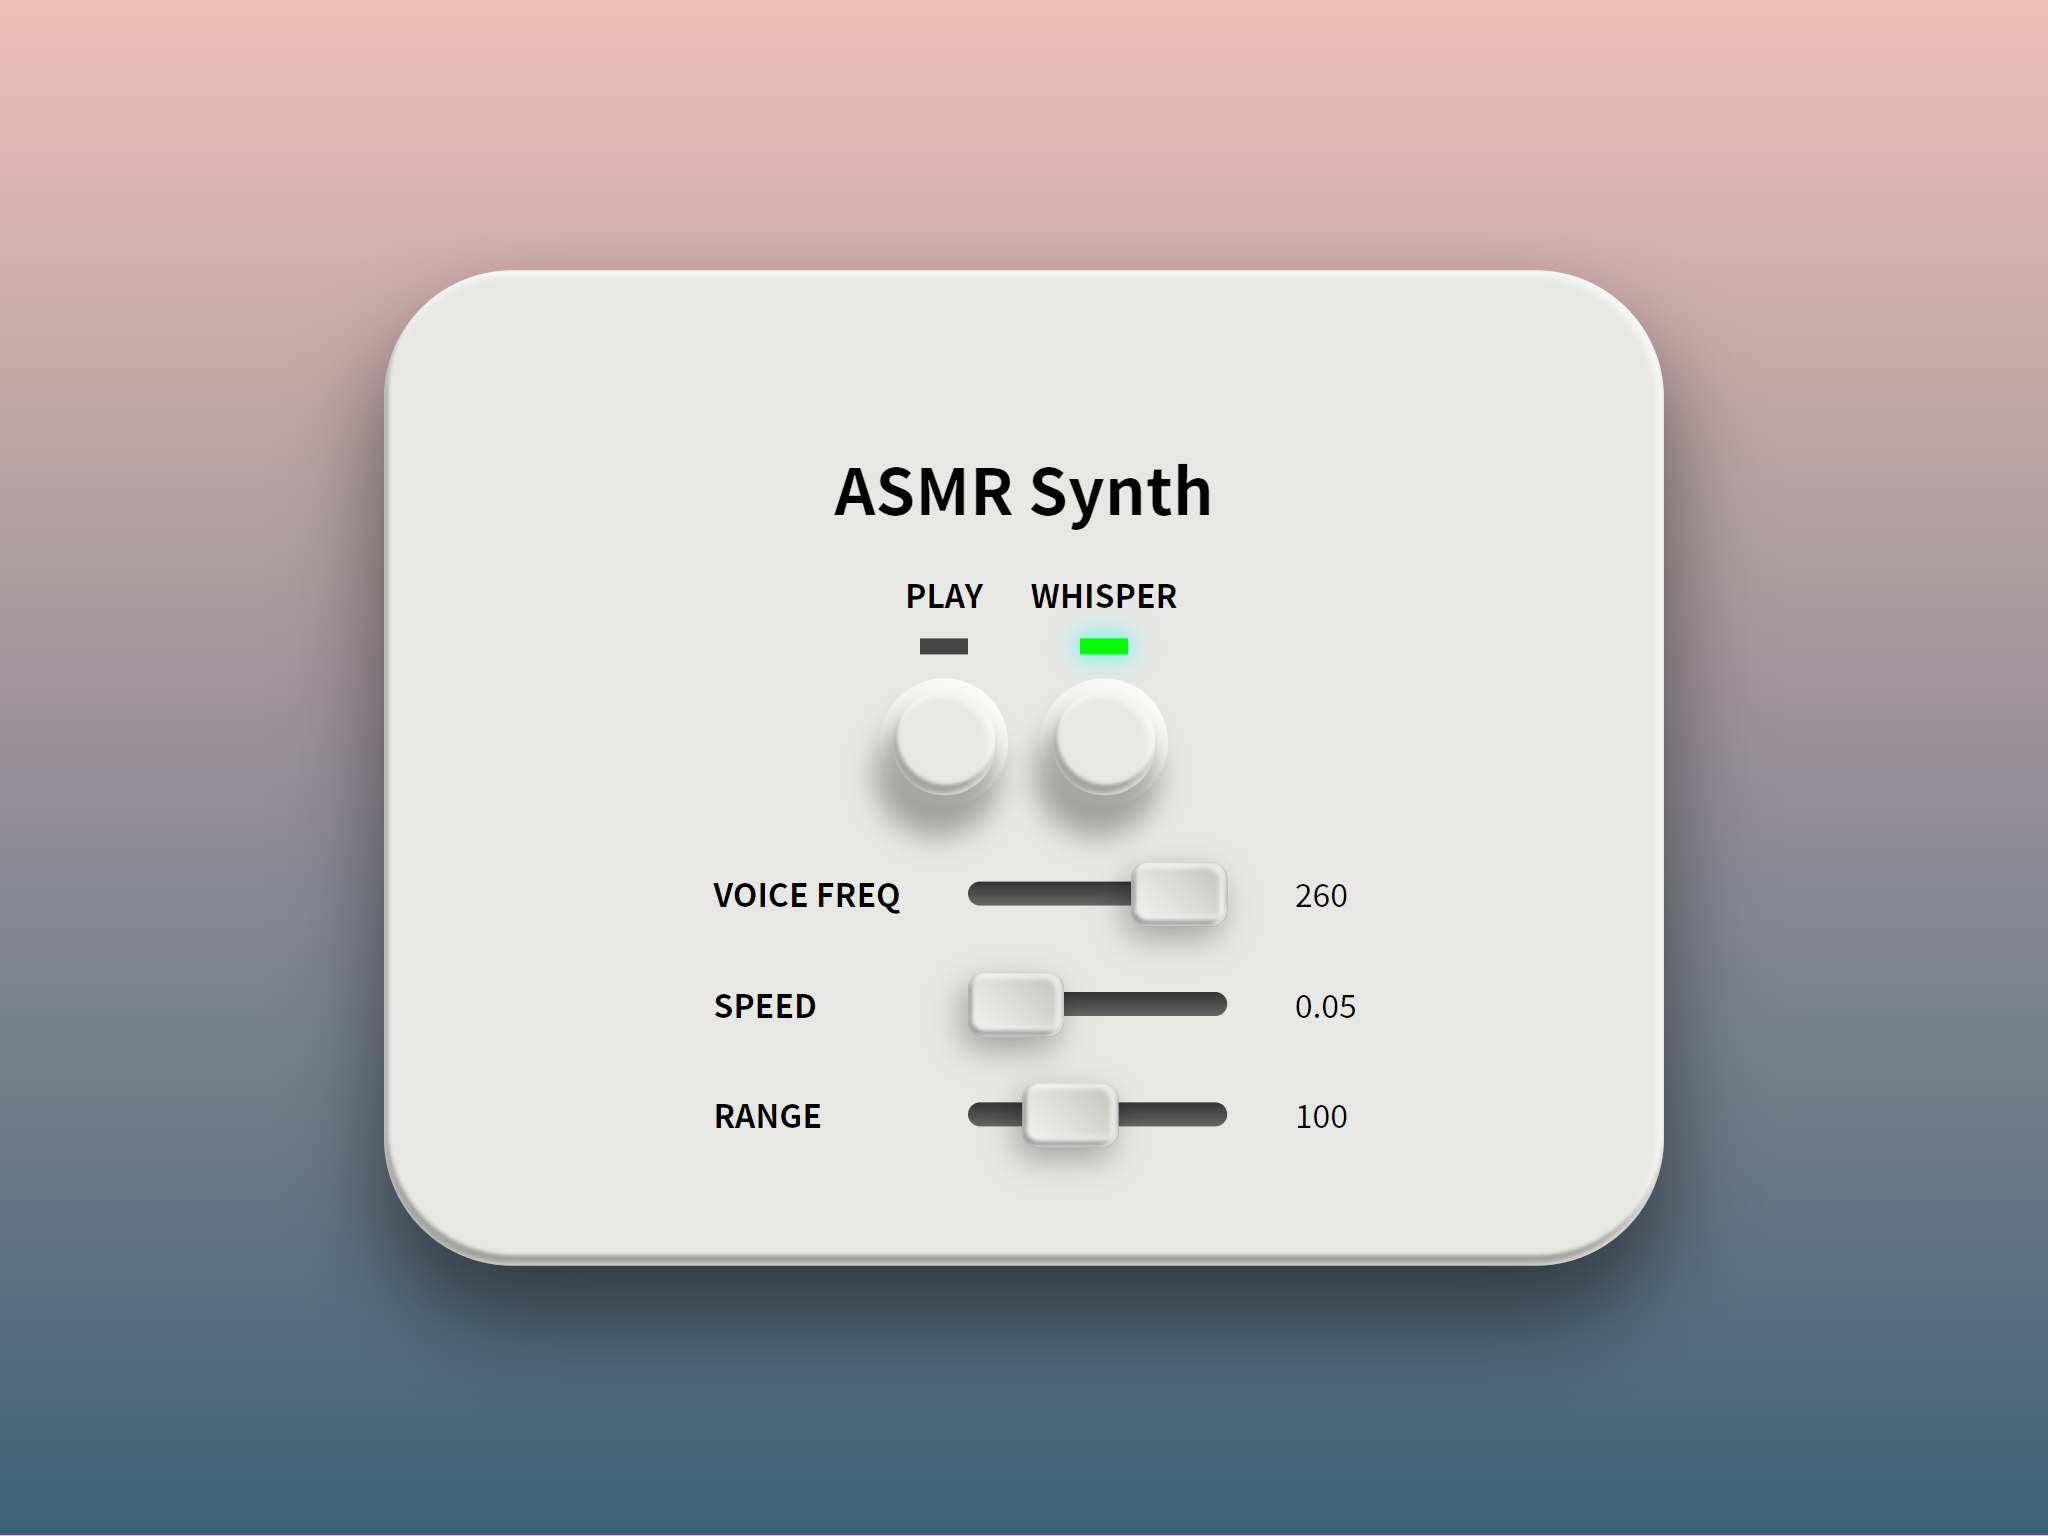 ASMR Synth
PLAY WHISPER
VOICE FREQ 260
SPEED 0.05
RANGE 100